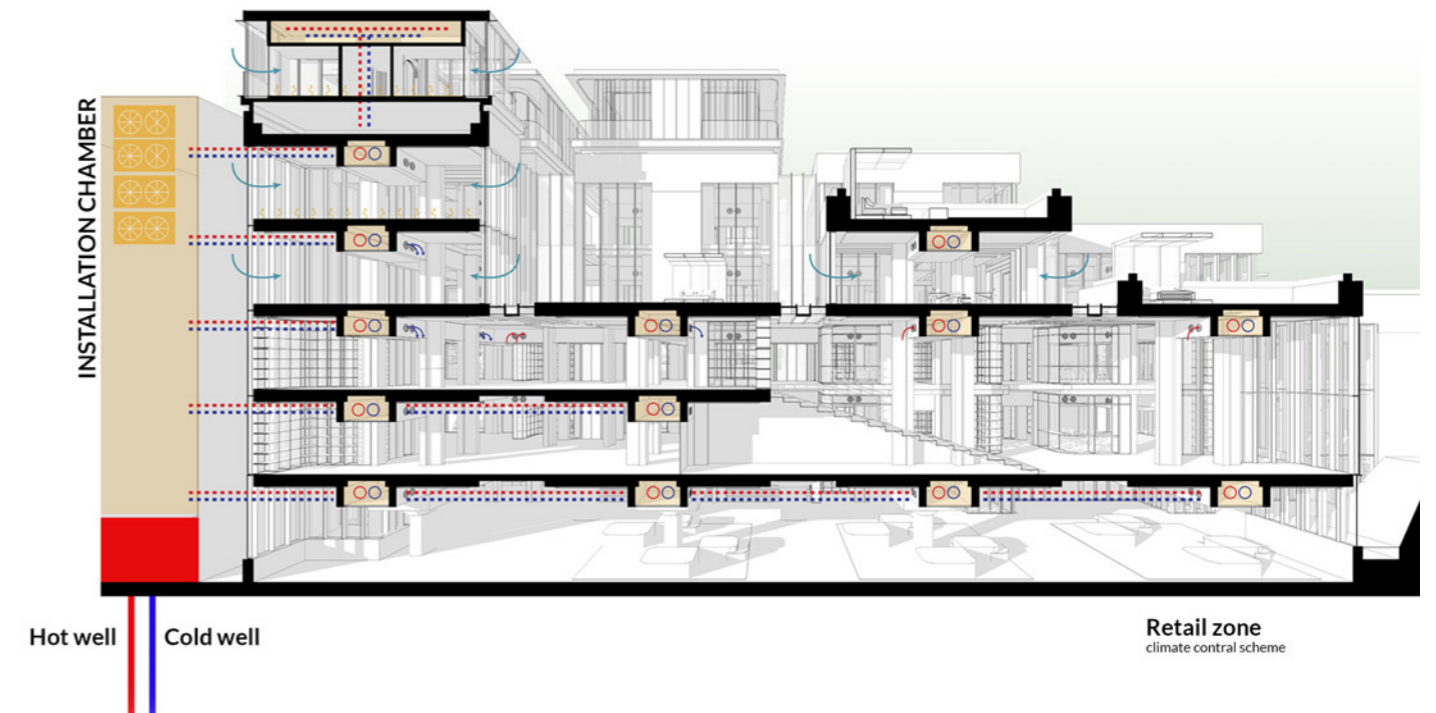 INSTALLATION CHAMBER
Hot well
Cold well
Retail zone
climate contral scheme